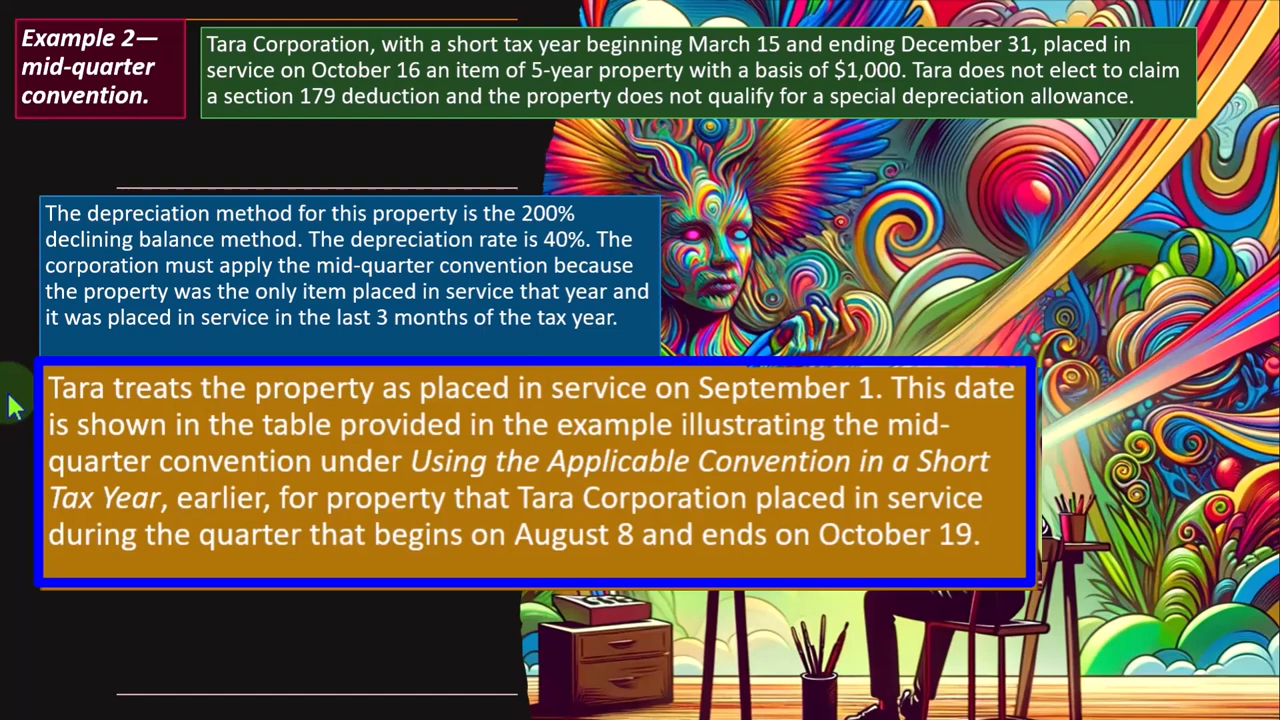 Example 2—
mid-quarter
convention.
Tara Corporation, with a short tax year beginning March 15 and ending December 31, placed in
service on October 16 an item of 5-year property with a basis of $1,000. Tara does not elect to claim
a section 179 deduction and the property does not qualify for a special depreciation allowance.
The depreciation method for this property is the 200%
declining balance method. The depreciation rate is 40%. The
corporation must apply the mid-quarter convention because
the property was the only item placed in service that year and
it was placed in service in the last 3 months of the tax year.
Tara treats the property as placed in service on September 1. This date
is shown in the table provided in the example illustrating the mid-
quarter convention under Using the Applicable Convention in a Short
Tax Year, earlier, for property that Tara Corporation placed in service
during the quarter that begins on August 8 and ends on October 19.